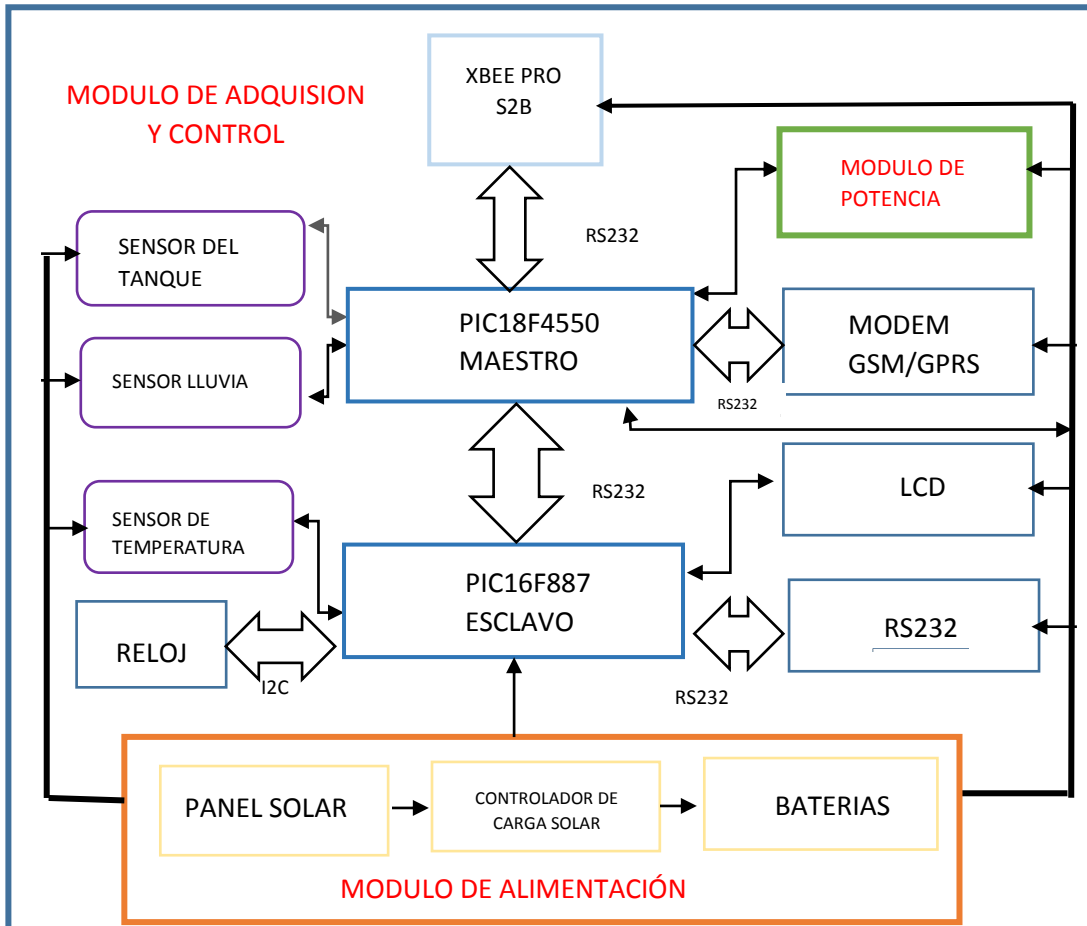 XBEE PRO
S2B
MODULO DE ADQUISION
Y CONTROL
MODULO DE
POTENCIA
RS232
SENSOR DEL
TANQUE
PIC18F4550
MAESTRO
MODEM
GSM/GPRS
SENSOR LLUVIA
RS232
RS232
LCD
SENSOR DE
TEMPERATURA
PIC16F887
ESCLAVO
RS232
RELOJ
I2C
RS232
PANEL SOLAR
CONTROLADOR DE
CARGA SOLAR
BATERIAS
MODULO DE ALIMENTACIÓN